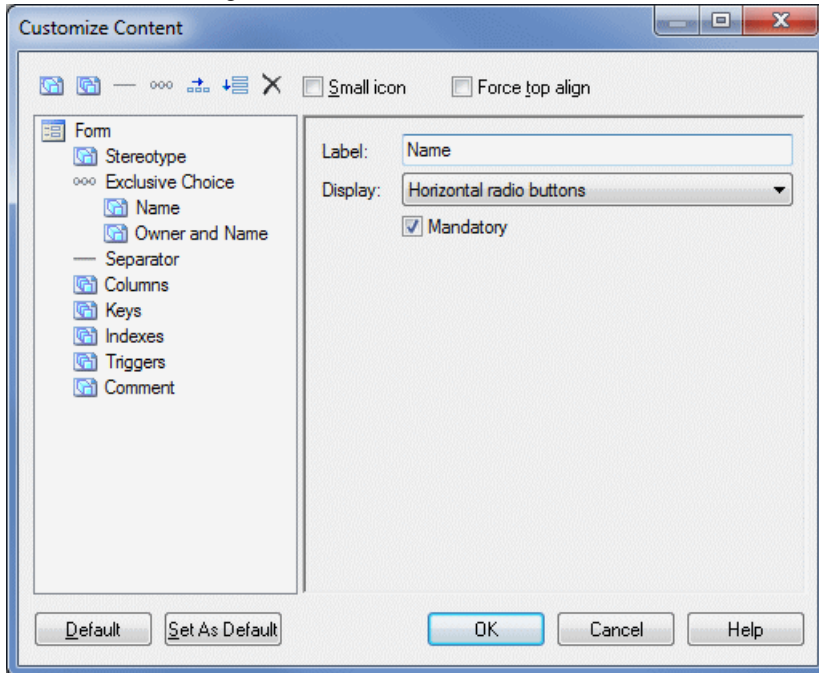 Customize Content
Small icon
Force top align
Form
Stereotype
Exclusive Choice
Name
Owner and Name
Separator
Columns
Keys
Indexes
Triggers
Comment
Label: Name
Display: Horizontal radio buttons
Mandatory
Default Set As Default OK Cancel Help